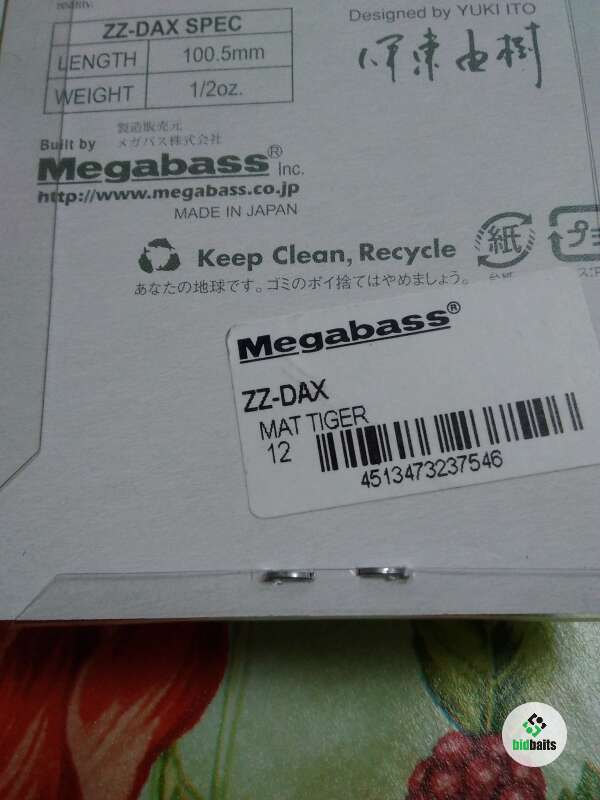 ZZ-DAX SPEC
LENGTH 100.5mm
WEIGHT 1/2oz.
Designed by YUKI ITO
伊東由樹
Built by
製造販売元
メガバス株式会社
Megabass® Inc.
http://www.megabass.co.jp
MADE IN JAPAN
Keep Clean, Recycle
あなたの地球です。ゴミのポイ捨てはやめましょう。
紙
プ
Megabass®
ZZ-DAX
MAT TIGER
12
4513473237546
bidbaits